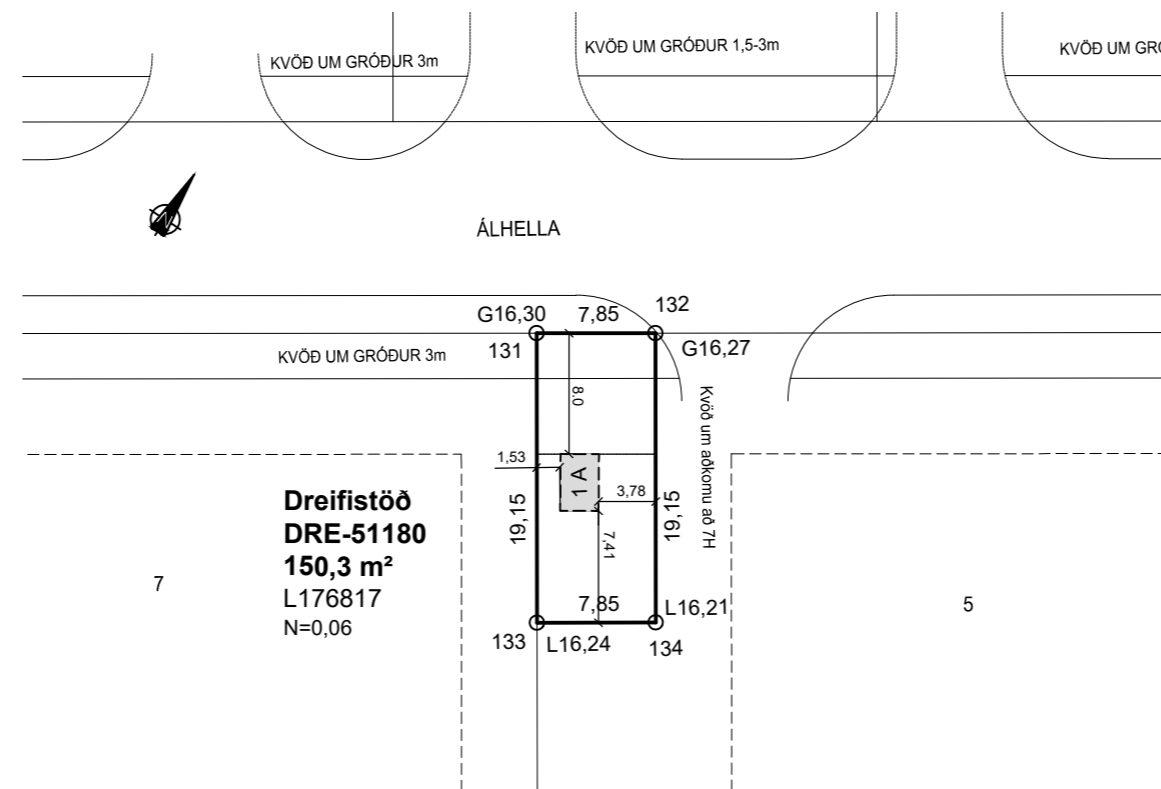 KVÖÐ UM GRÓÐUR 3m
KVÖÐ UM GRÓÐUR 1,5-3m
KVÖÐ UM GRÓ
N
ÁLHELLA
G16,30
7,85
132
131
G16,27
KVÖÐ UM GRÓÐUR 3m
8.0
Kvöð um aðkomu að 7H
1,53
1 A
3,78
19,15
19,15
7,41
Dreifistöð
DRE-51180
150,3 m²
L176817
N=0,06
7
5
7,85
L16,21
133
L16,24
134